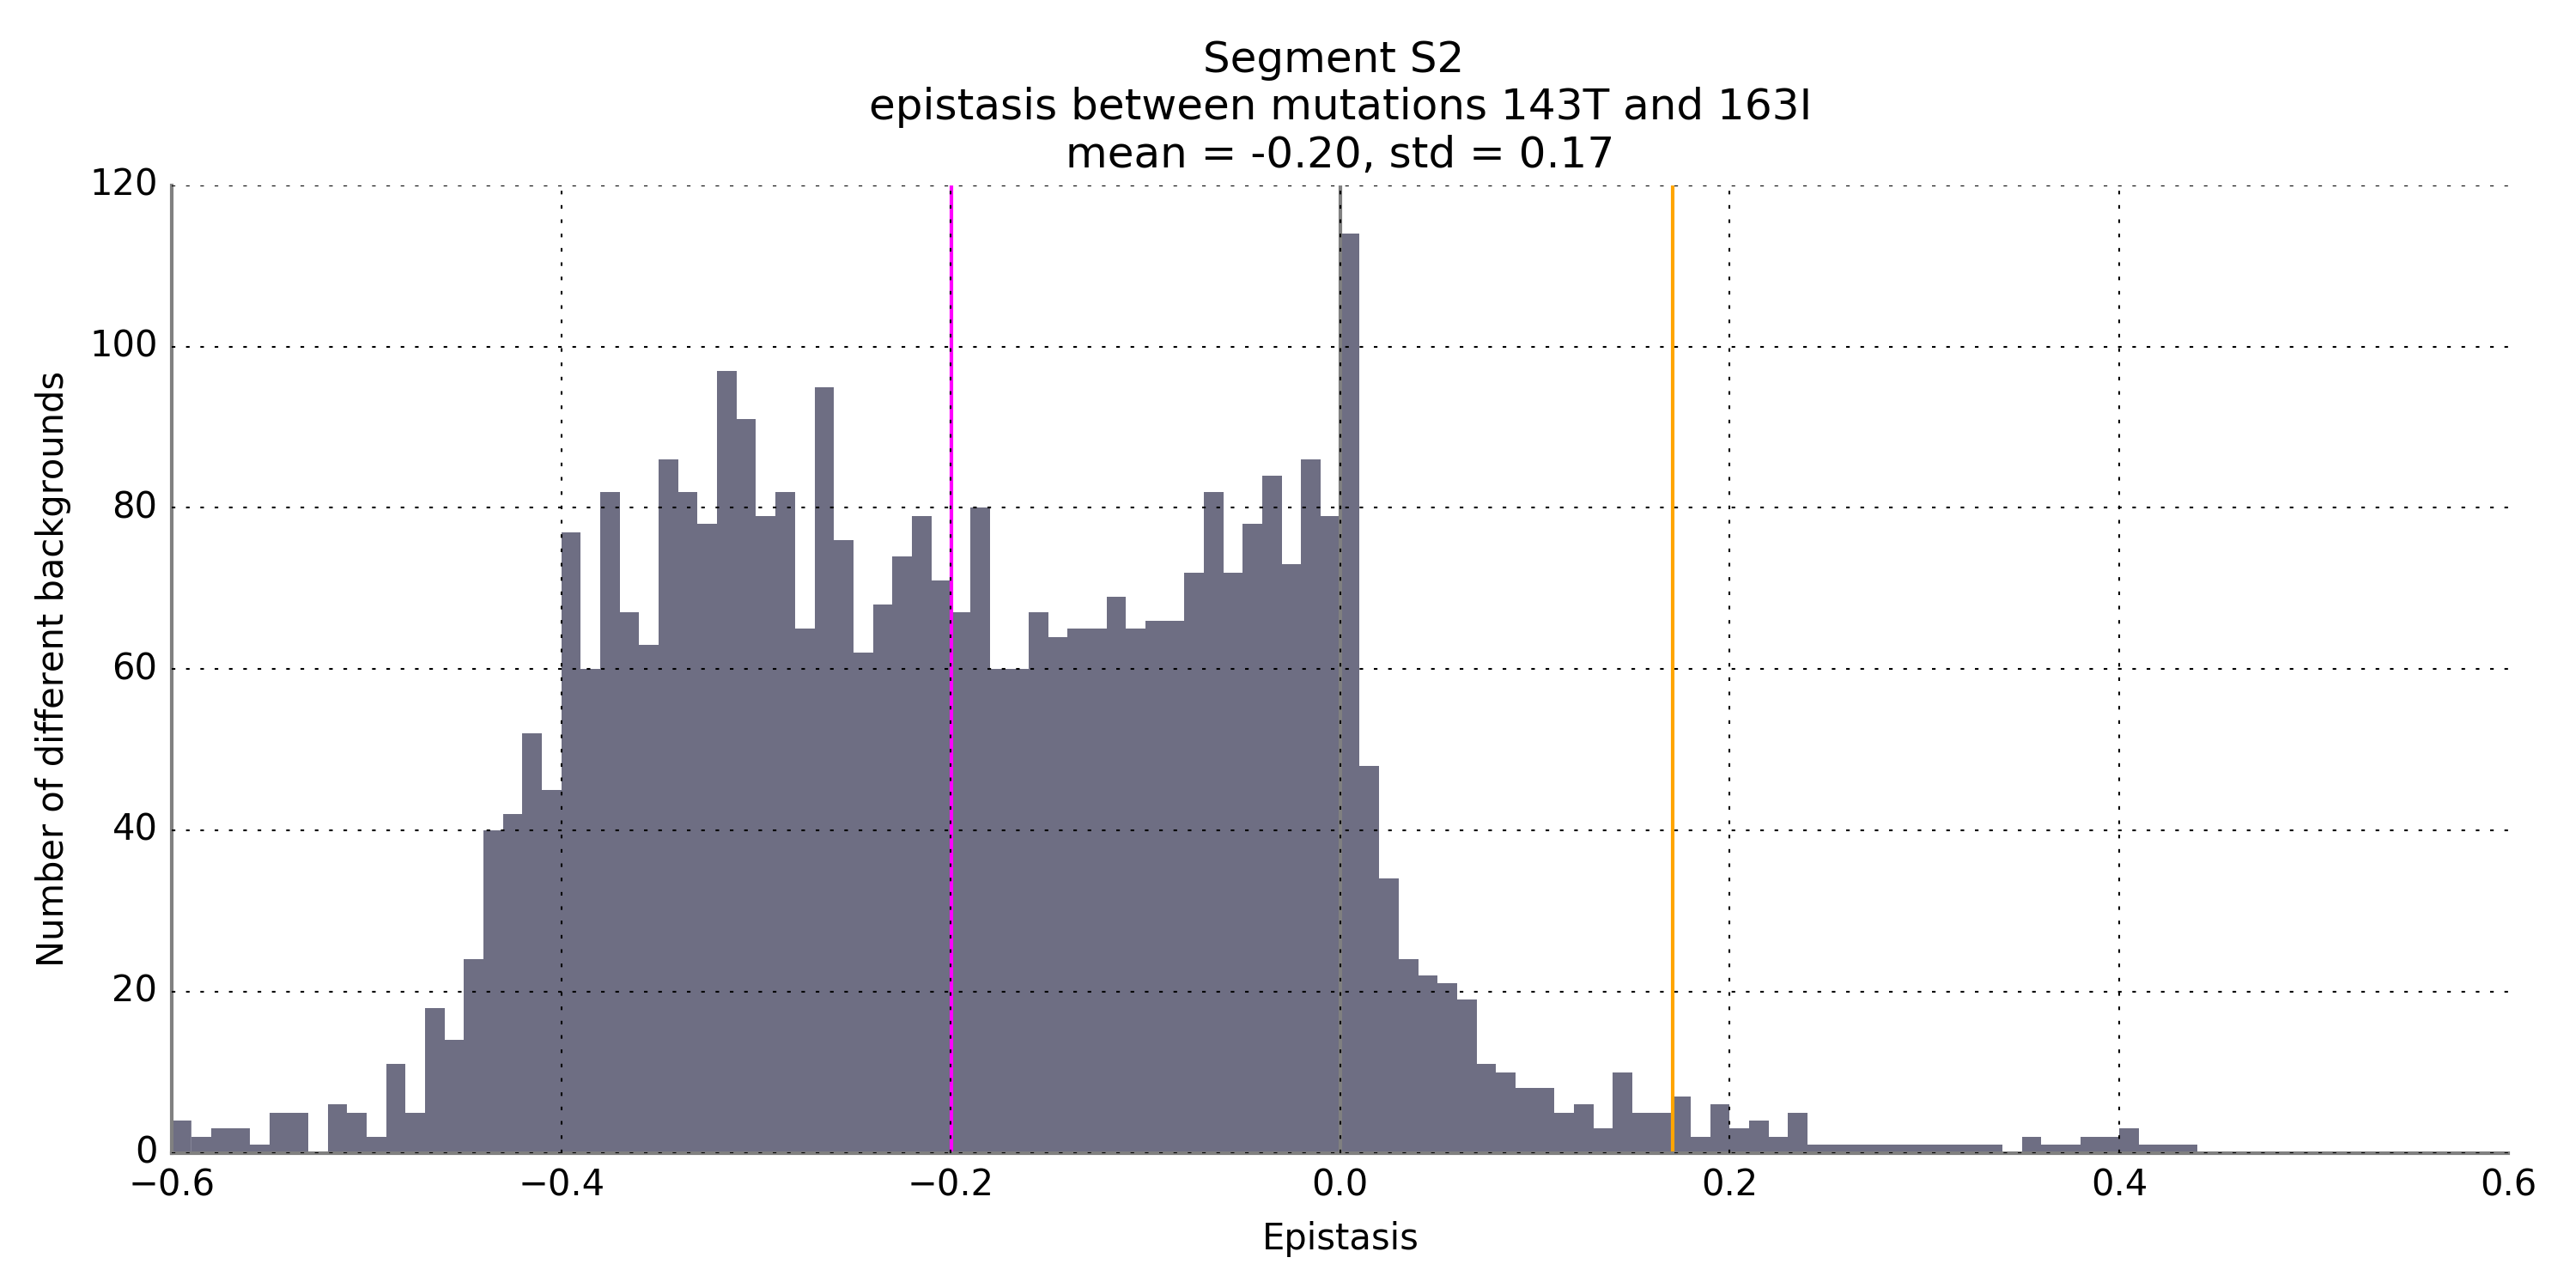 Segment S2
epistasis between mutations 143T and 163I
mean = -0.20, std = 0.17
120
100
80
60
40
20
0
Number of different backgrounds
−0.6
−0.4
−0.2
0.0
0.2
0.4
0.6
Epistasis